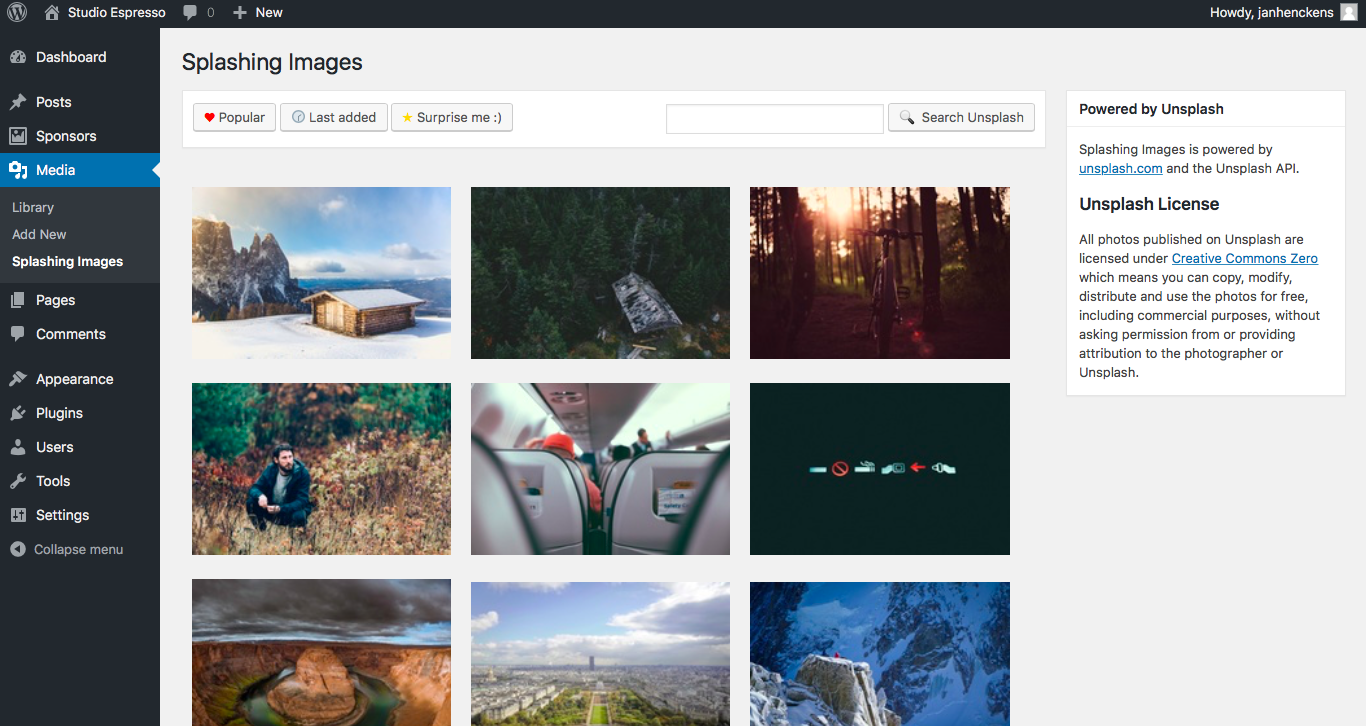 Studio Espresso 0 New Howdy, janhenckens
Dashboard
Posts
Sponsors
Media
Library
Add New
Splashing Images
Pages
Comments
Appearance
Plugins
Users
Tools
Settings
Collapse menu
Splashing Images
Popular Last added Surprise me :) Search Unsplash
Powered by Unsplash
Splashing Images is powered by
unsplash.com and the Unsplash API.
Unsplash License
All photos published on Unsplash are
licensed under Creative Commons Zero
which means you can copy, modify,
distribute and use the photos for free,
including commercial purposes, without
asking permission from or providing
attribution to the photographer or
Unsplash.